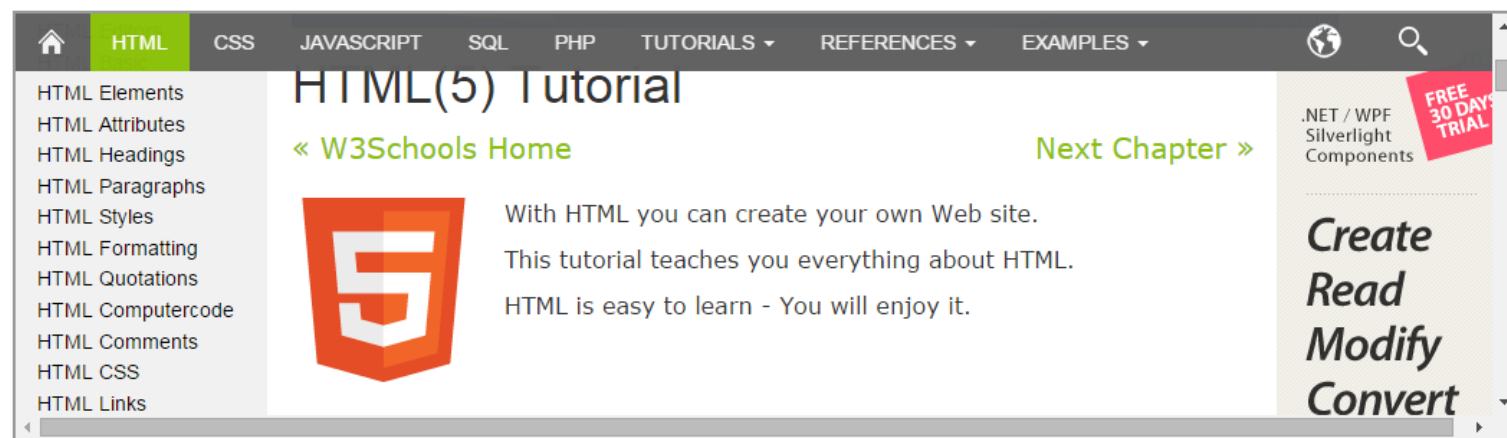 HTML CSS JAVASCRIPT SQL PHP TUTORIALS REFERENCES EXAMPLES
HTML Elements
HTML Attributes
HTML Headings
HTML Paragraphs
HTML Styles
HTML Formatting
HTML Quotations
HTML Computercode
HTML Comments
HTML CSS
HTML Links
HTML(5) Tutorial
« W3Schools Home Next Chapter »
5
With HTML you can create your own Web site.
This tutorial teaches you everything about HTML.
HTML is easy to learn - You will enjoy it.
.NET / WPF
Silverlight
Components
FREE
30 DAYS
TRIAL
Create
Read
Modify
Convert